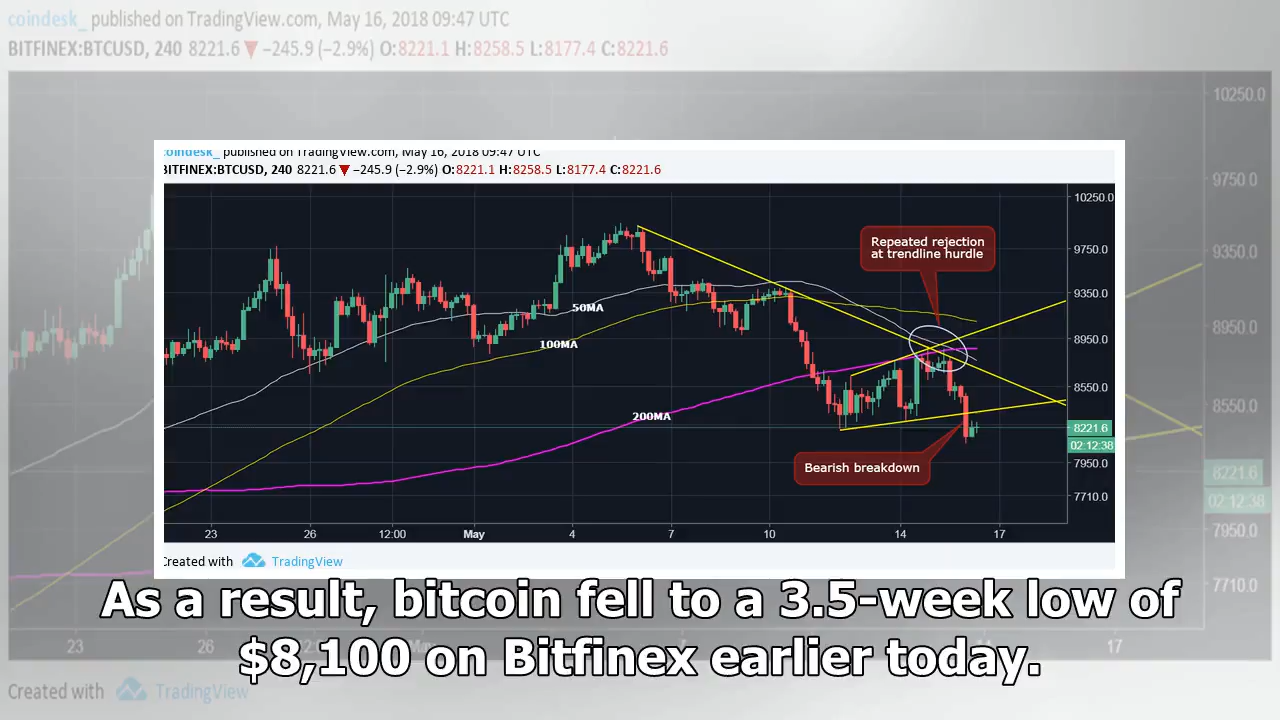 coindesk_ published on TradingView.com, May 16, 2018 09:47 UTC
BITFINEX:BTCUSD, 240 8221.6 ▼ −245.9 (−2.9%) O:8221.1 H:8258.5 L:8177.4 C:8221.6
10250.0
9750.0
9350.0
8950.0
8550.0
8221.6
02:12:38
7950.0
7710.0
23
26
17
Created with TradingView
coindesk_ published on TradingView.com, May 16, 2018 09:47 UTC
BITFINEX:BTCUSD, 240 8221.6 ▼ −245.9 (−2.9%) O:8221.1 H:8258.5 L:8177.4 C:8221.6
10250.0
Repeated rejection
at trendline hurdle
9750.0
9350.0
50MA
8950.0
100MA
8550.0
200MA
8221.6
02:12:38
Bearish breakdown
7950.0
7710.0
23 26 12:00 May 4 7 10 14 17
Created with TradingView
As a result, bitcoin fell to a 3.5-week low of
$8,100 on Bitfinex earlier today.